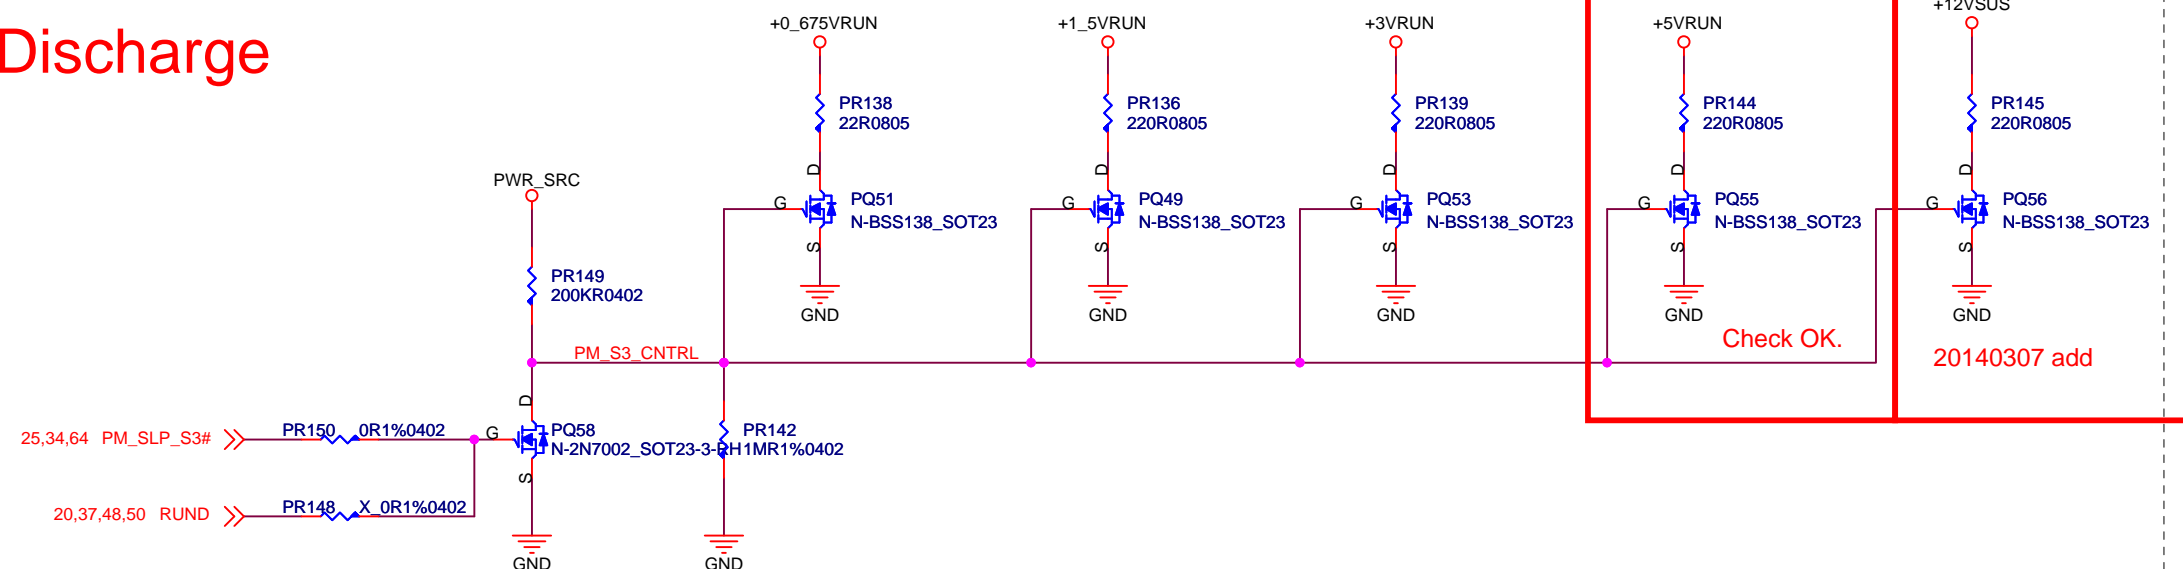 Discharge
+0_675VRUN
+1_5VRUN
+3VRUN
+5VRUN
+12VSUS
PR138
22R0805
PR136
220R0805
PR139
220R0805
PR144
220R0805
PR145
220R0805
D
D
D
D
D
PWR_SRC
G
PQ51
N-BSS138_SOT23
G
PQ49
N-BSS138_SOT23
G
PQ53
N-BSS138_SOT23
G
PQ55
N-BSS138_SOT23
G
PQ56
N-BSS138_SOT23
S
S
S
S
S
PR149
200KR0402
GND
GND
GND
GND
GND
Check OK.
PM_S3_CNTRL
20140307 add
D
25,34,64 PM_SLP_S3#
PR150 0R1%0402
G
PQ58
N-2N7002_SOT23-3-RH
PR142
1MR1%0402
S
20,37,48,50 RUND
PR148 X_0R1%0402
GND
GND